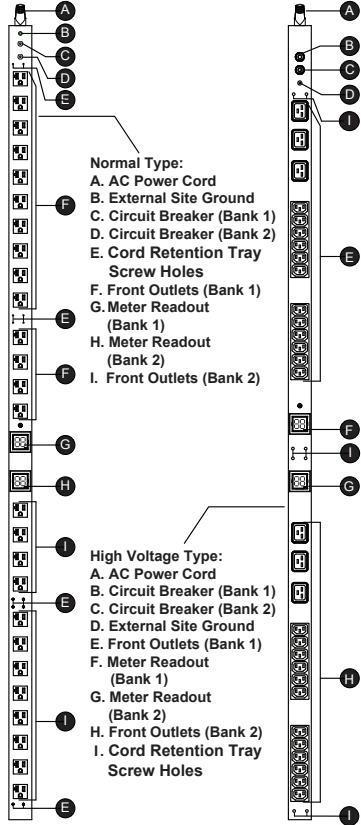 A
B
C
D
E
F
E
F
G
H
I
E
I
E
Normal Type:
A. AC Power Cord
B. External Site Ground
C. Circuit Breaker (Bank 1)
D. Circuit Breaker (Bank 2)
E. Cord Retention Tray
Screw Holes
F. Front Outlets (Bank 1)
G. Meter Readout
(Bank 1)
H. Meter Readout
(Bank 2)
I. Front Outlets (Bank 2)
High Voltage Type:
A. AC Power Cord
B. Circuit Breaker (Bank 1)
C. Circuit Breaker (Bank 2)
D. External Site Ground
E. Front Outlets (Bank 1)
F. Meter Readout
(Bank 1)
G. Meter Readout
(Bank 2)
H. Front Outlets (Bank 2)
I. Cord Retention Tray
Screw Holes
A
B
C
D
I
E
F
I
G
H
I